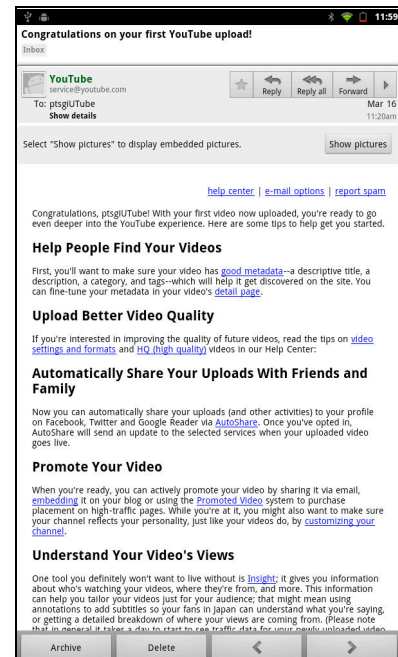 11:59
Congratulations on your first YouTube upload!
Inbox
YouTube
service@youtube.com
Reply
Reply all
Forward
To: ptsgiUTube
Mar 16
Show details
11:20am
Select "Show pictures" to display embedded pictures.
Show pictures
help center | e-mail options | report spam
Congratulations, ptsgiUTube! With your first video now uploaded, you're ready to go
even deeper into the YouTube experience. Here are some tips to help get you started.
Help People Find Your Videos
First, you'll want to make sure your video has good metadata--a descriptive title, a
description, a category, and tags--which will help it get discovered on the site. You
can fine-tune your metadata in your video's detail page.
Upload Better Video Quality
If you're interested in improving the quality of future videos, read the tips on video
settings and formats and HQ (high quality) videos in our Help Center:
Automatically Share Your Uploads With Friends and
Family
Now you can automatically share your uploads (and other activities) to your profile
on Facebook, Twitter and Google Reader via AutoShare. Once you've opted in,
AutoShare will send an update to the selected services when your uploaded video
goes live.
Promote Your Video
When you're ready, you can actively promote your video by sharing it via email,
embedding it on your blog or using the Promoted Video system to purchase
placement on high-traffic pages. While you're at it, you might also want to make sure
your channel reflects your personality, just like your videos do, by customizing your
channel.
Understand Your Video's Views
One tool you definitely won't want to live without is Insight; it gives you information
about who's watching your videos, where they're from, and more. This information
can help you tailor your videos just for your audience; that might mean using
annotations to add subtitles so your fans in Japan can understand what you're saying,
or getting a detailed breakdown of where your views are coming from. (Please note
that in general it takes a day to start to see traffic data for your newly uploaded video
Archive
Delete